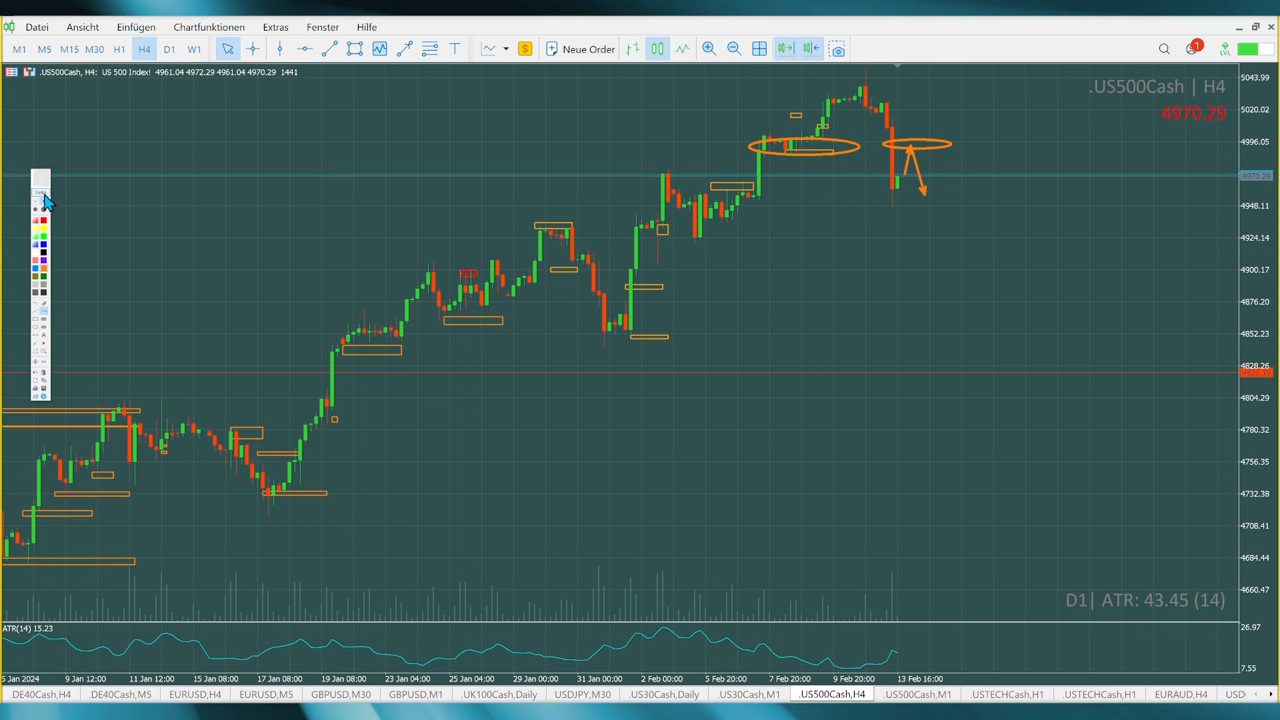 Datei Ansicht Einfügen Chartfunktionen Extras Fenster Hilfe
M1 M5 M15 M30 H1 H4 D1 W1 T $ Neue Order 1 LVL
.US500Cash, H4: US 500 Index! 4961.04 4972.29 4961.04 4970.29 1441
.US500Cash | H4
4970.29
5043.99
5020.02
4996.05
4970.29
4948.11
4924.14
4900.17
4876.20
4852.23
4828.26
4804.29
4780.32
4756.35
4732.38
4708.41
4684.44
4660.47
D1| ATR: 43.45 (14)
ATR(14) 15.23
26.97
7.55
5 Jan 2024 9 Jan 12:00 11 Jan 12:00 15 Jan 08:00 17 Jan 08:00 19 Jan 08:00 23 Jan 04:00 25 Jan 04:00 29 Jan 00:00 31 Jan 00:00 2 Feb 00:00 5 Feb 20:00 7 Feb 20:00 9 Feb 20:00 13 Feb 16:00
.DE40Cash,H4 .DE40Cash,M5 EURUSD,H4 EURUSD,M5 GBPUSD,M30 GBPUSD,M1 .UK100Cash,Daily USDJPY,M30 .US30Cash,Daily .US30Cash,M1 .US500Cash,H4 .US500Cash,M1 .USTECHCash,H1 .USTECHCash,M1 EURAUD,H4 USD